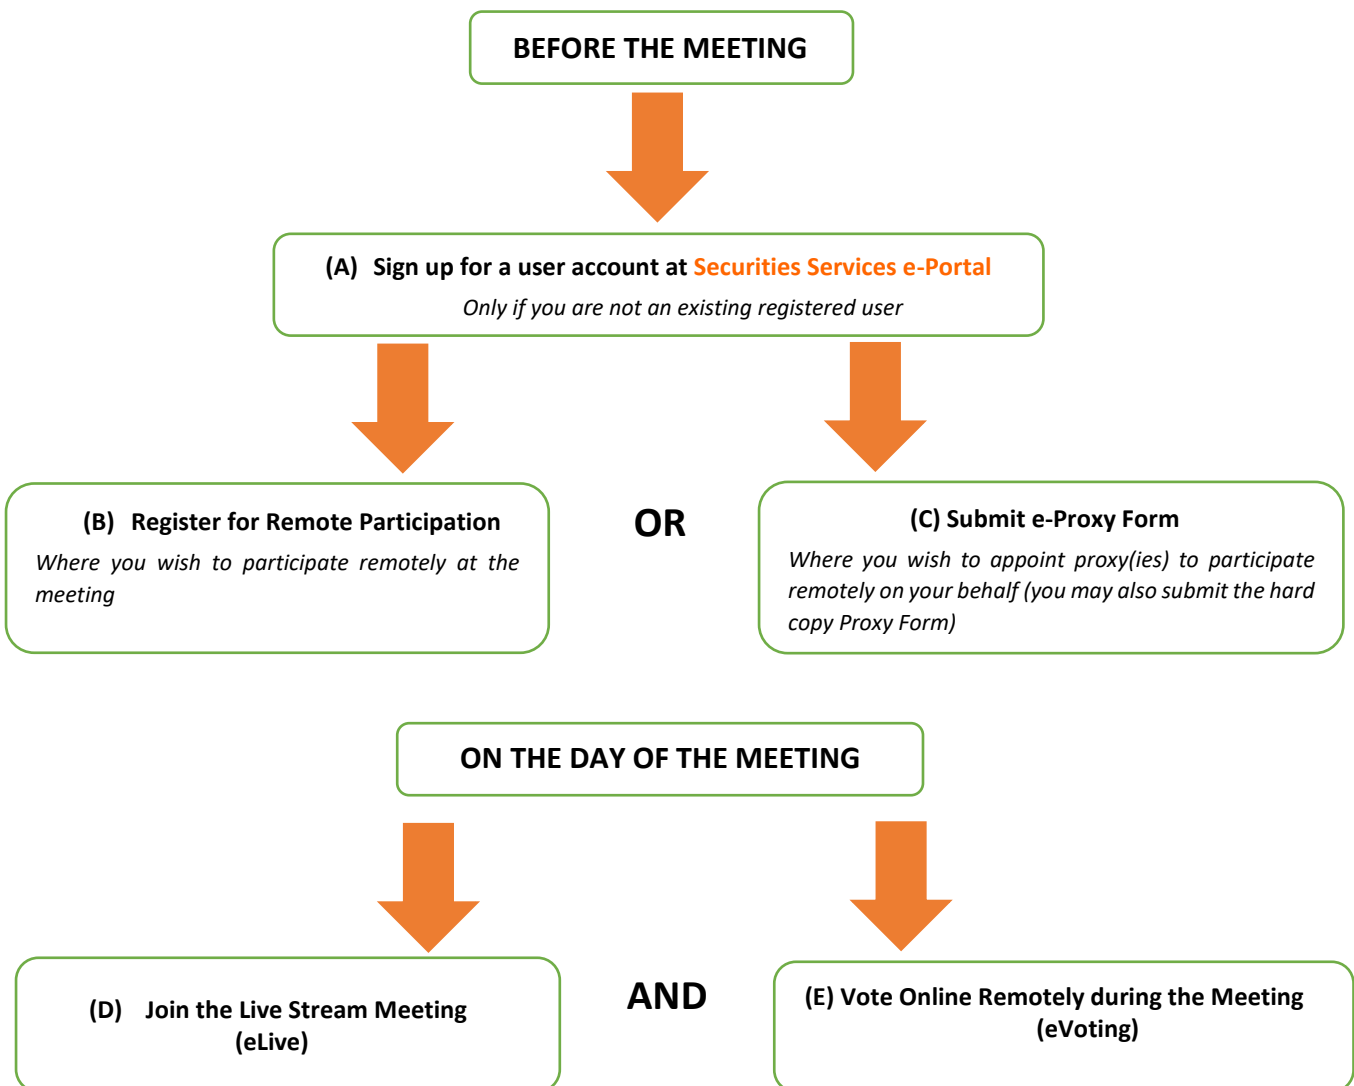 BEFORE THE MEETING
(A) Sign up for a user account at Securities Services e-Portal
Only if you are not an existing registered user
(B) Register for Remote Participation
Where you wish to participate remotely at the
meeting
OR
(C) Submit e-Proxy Form
Where you wish to appoint proxy(ies) to participate
remotely on your behalf (you may also submit the hard
copy Proxy Form)
ON THE DAY OF THE MEETING
(D) Join the Live Stream Meeting
(eLive)
AND
(E) Vote Online Remotely during the Meeting
(eVoting)